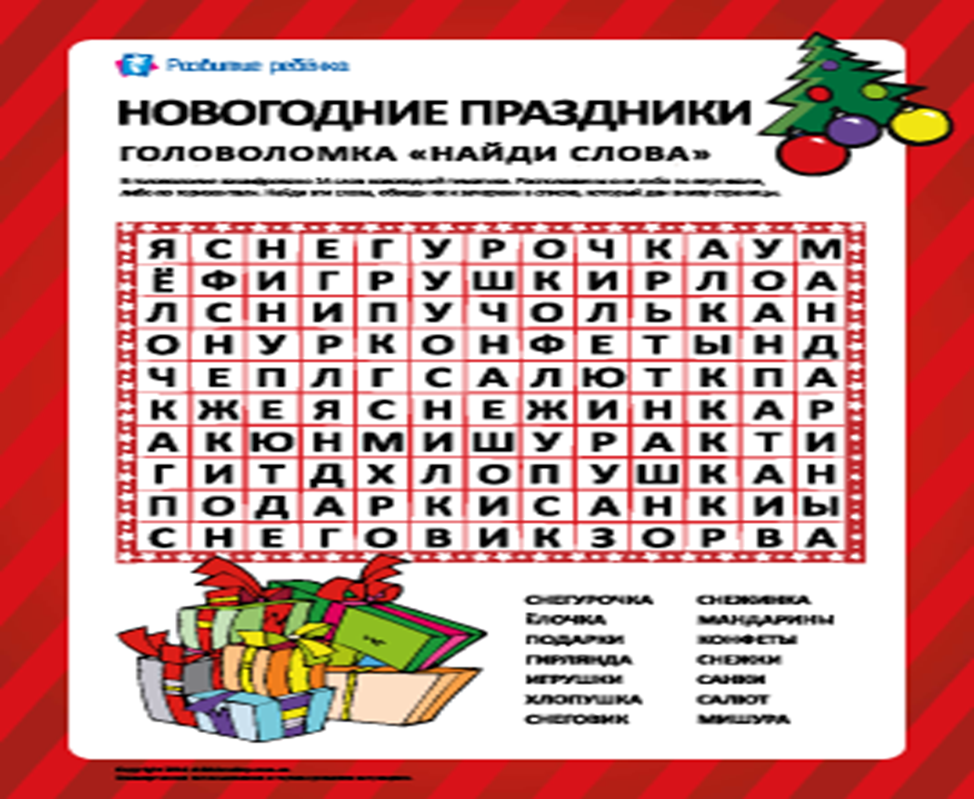 Развитие ребёнка
НОВОГОДНИЕ ПРАЗДНИКИ
ГОЛОВОЛОМКА «НАЙДИ СЛОВА»
Я С Н Е Г У Р О Ч К А У М
Ё Ф И Г Р У Ш К И Р Л О А
Л С Н И П У Ч О Л Ь К А Н
О Н У Р К О Н Ф Е Т Ы Н Д
Ч Е П Л Г С А Л Ю Т К П А
К Ж Е Я С Н Е Ж И Н К А Р
А К Ю Н М И Ш У Р А К Т И
Г И Т Д Х Л О П У Ш К А Н
П О Д А Р К И С А Н К И Ы
С Н Е Г О В И К З О Р В А
СНЕГУРОЧКА СНЕЖИНКА
ЁЛОЧКА МАНДАРИНЫ
ПОДАРКИ КОНФЕТЫ
ГИРЛЯНДА СНЕЖКИ
ИГРУШКИ САНКИ
ХЛОПУШКА САЛЮТ
СНЕГОВИК МИШУРА